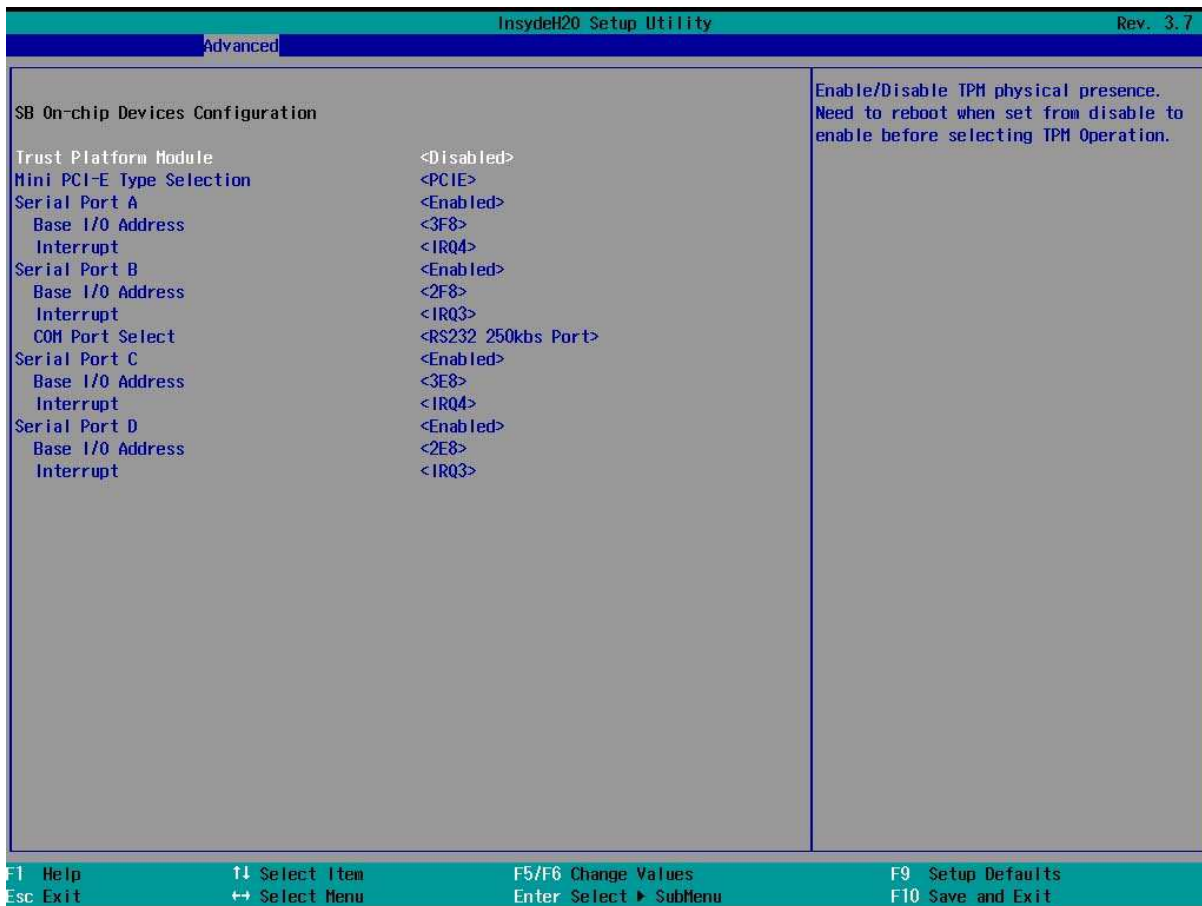 InsydeH20 Setup Utility Rev. 3.7
Advanced
SB On-chip Devices Configuration
Trust Platform Module <Disabled>
Mini PCI-E Type Selection <PCIE>
Serial Port A <Enabled>
Base I/O Address <3F8>
Interrupt <IRQ4>
Serial Port B <Enabled>
Base I/O Address <2F8>
Interrupt <IRQ3>
COM Port Select <RS232 250kbs Port>
Serial Port C <Enabled>
Base I/O Address <3E8>
Interrupt <IRQ4>
Serial Port D <Enabled>
Base I/O Address <2E8>
Interrupt <IRQ3>
Enable/Disable TPM physical presence.
Need to reboot when set from disable to
enable before selecting TPM Operation.
F1 Help ↑↓ Select Item F5/F6 Change Values F9 Setup Defaults
Esc Exit ↔ Select Menu Enter Select ▶ SubMenu F10 Save and Exit